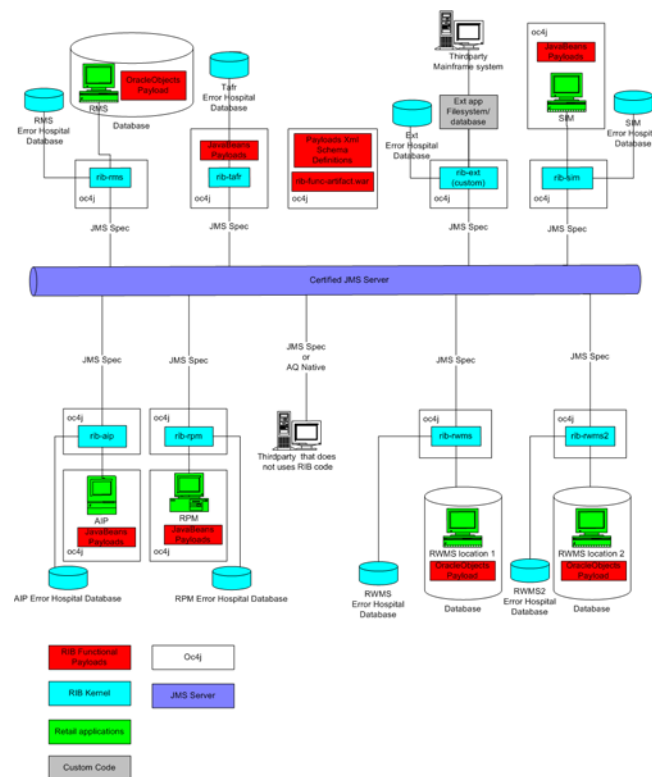 OracleObjects
Payload
RMS
Database
RMS
Error Hospital
Database
rib-rms
oc4j
JMS Spec
Tafr
Error Hospital
Database
JavaBeans
Payloads
rib-tafr
oc4j
JMS Spec
Payloads Xml
Schema
Definitions
rib-func-artifact.war
oc4j
Thirdparty
Mainframe system
Ext app
Filesystem/
database
Ext
Error Hospital
Database
rib-ext
(custom)
oc4j
JMS Spec
oc4j
JavaBeans
Payloads
SIM
SIM
Error Hospital
Database
rib-sim
oc4j
JMS Spec
Certified JMS Server
JMS Spec
oc4j
rib-aip
AIP
JavaBeans
Payloads
oc4j
AIP Error Hospital Database
JMS Spec
oc4j
rib-rpm
RPM
JavaBeans
Payloads
oc4j
RPM Error Hospital Database
JMS Spec
or
AQ Native
Thirdparty that does
not uses RIB code
JMS Spec
oc4j
rib-rwms
RWMS location 1
OracleObjects
Payload
Database
RWMS
Error Hospital
Database
JMS Spec
oc4j
rib-rwms2
RWMS location 2
OracleObjects
Payload
Database
RWMS2
Error Hospital
Database
RIB Functional
Payloads
Oc4j
RIB Kernel
JMS Server
Retail applications
Custom Code